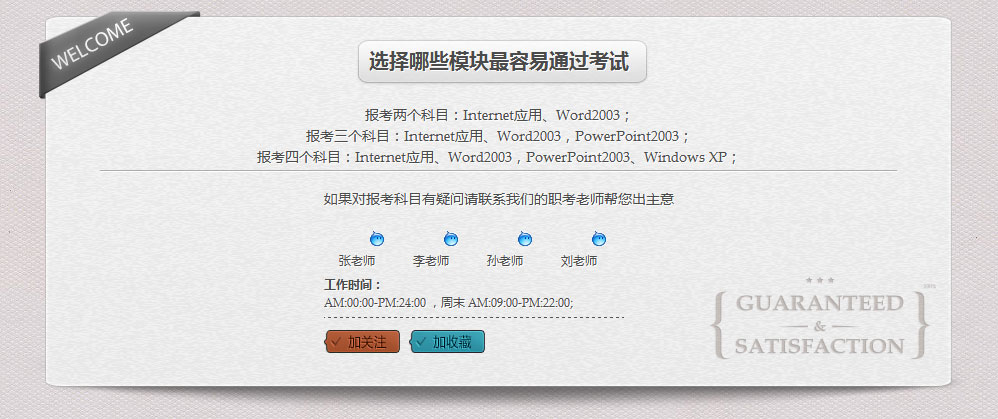 WELCOME
选择哪些模块最容易通过考试
报考两个科目：Internet应用、Word2003；
报考三个科目：Internet应用、Word2003，PowerPoint2003；
报考四个科目：Internet应用、Word2003，PowerPoint2003、Windows XP；
如果对报考科目有疑问请联系我们的职考老师帮您出主意
张老师 李老师 孙老师 刘老师
工作时间：
AM:00:00-PM:24:00 ，周末 AM:09:00-PM:22:00;
加关注 加收藏
GUARANTEED
&
SATISFACTION